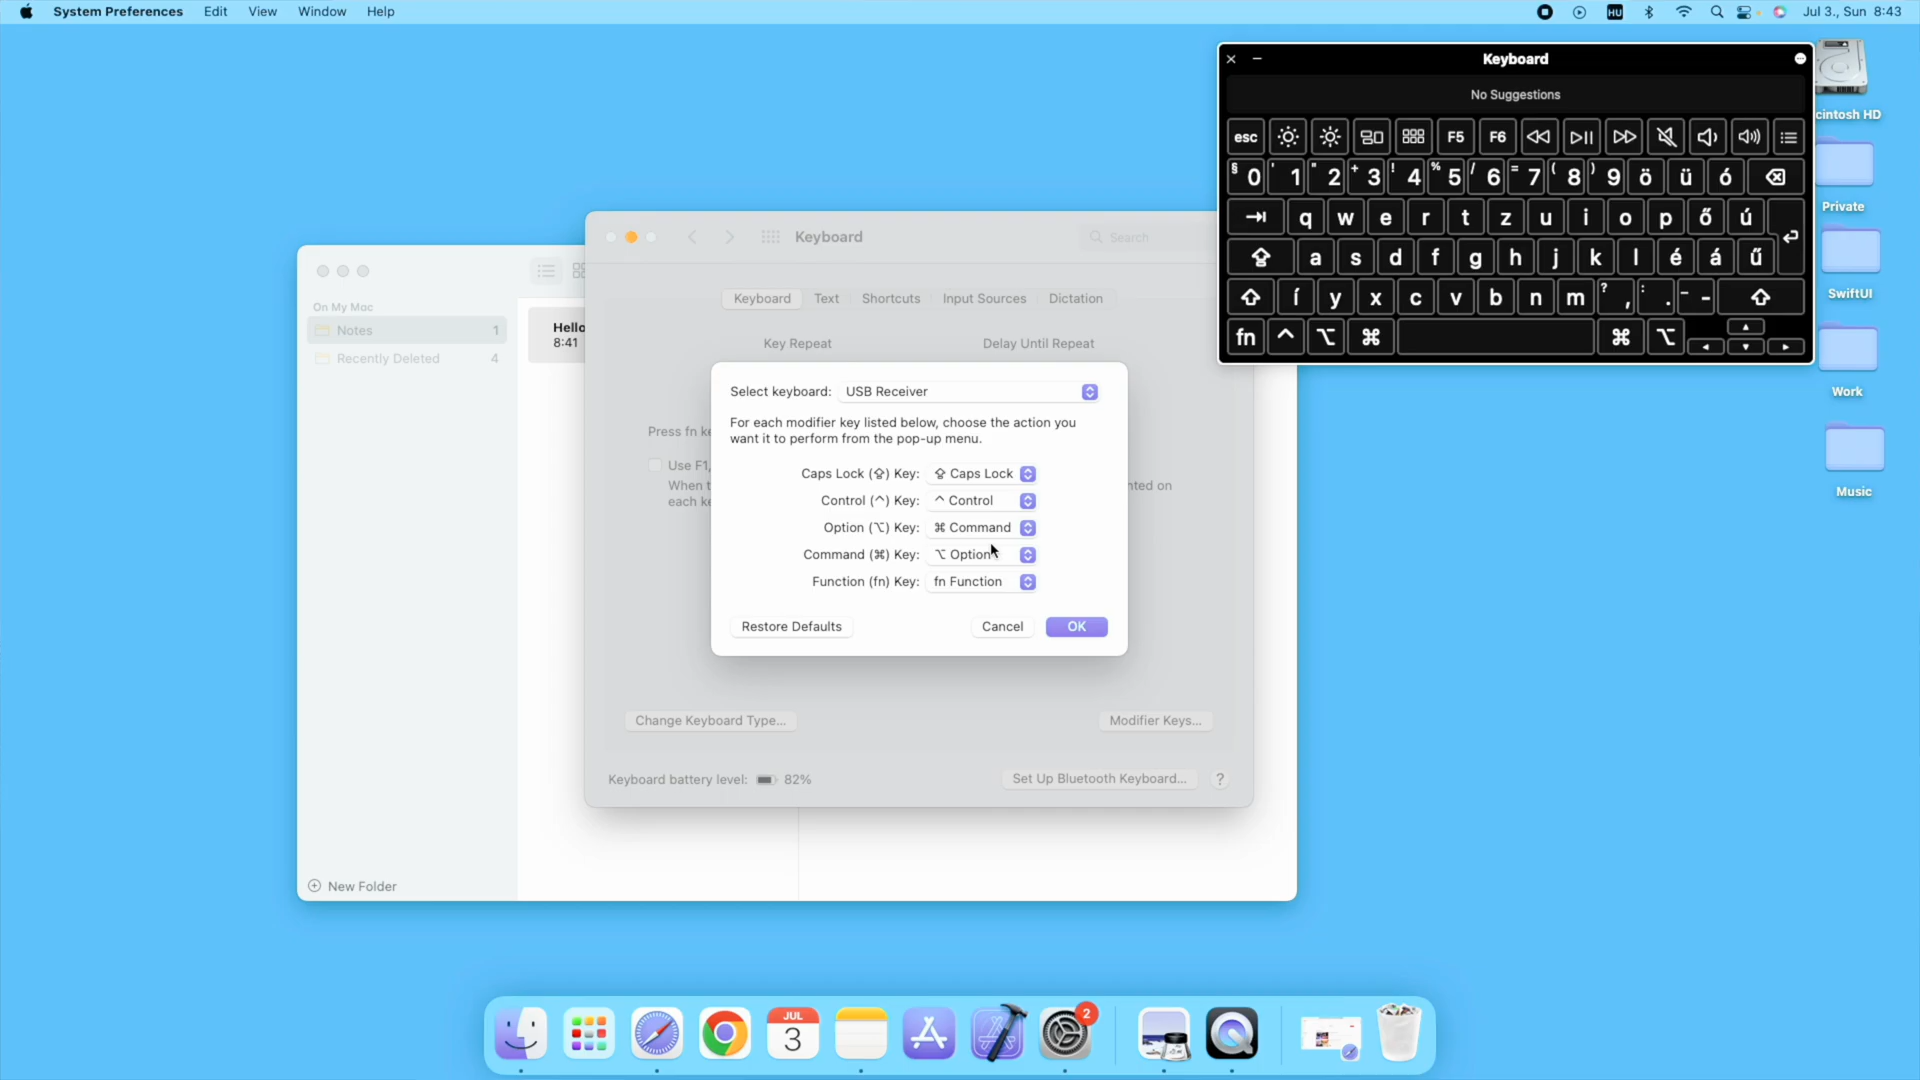 System Preferences Edit View Window Help
HU Jul 3., Sun 8:43
Keyboard
No Suggestions
esc F5 F6
§ 0 ' 1 " 2 + 3 ! 4 % 5 / 6 = 7 ( 8 ) 9 ö ü ó
q w e r t z u i o p ő ú
a s d f g h j k l é á ű
í y x c v b n m ? , : . - -
fn ^ ⌥ ⌘ ⌘ ⌥
cintosh HD
Private
SwiftUI
Work
Music
On My Mac
Notes 1
Recently Deleted 4
New Folder
Hello
8:41
Keyboard
Search
Keyboard Text Shortcuts Input Sources Dictation
Key Repeat Delay Until Repeat
Press fn ke
Use F1,
When t
each ke
nted on
Select keyboard: USB Receiver
For each modifier key listed below, choose the action you
want it to perform from the pop-up menu.
Caps Lock (⇪) Key: ⇪ Caps Lock
Control (^) Key: ^ Control
Option (⌥) Key: ⌘ Command
Command (⌘) Key: ⌥ Option
Function (fn) Key: fn Function
Restore Defaults Cancel OK
Change Keyboard Type... Modifier Keys...
Keyboard battery level: 82% Set Up Bluetooth Keyboard... ?
JUL
3
2